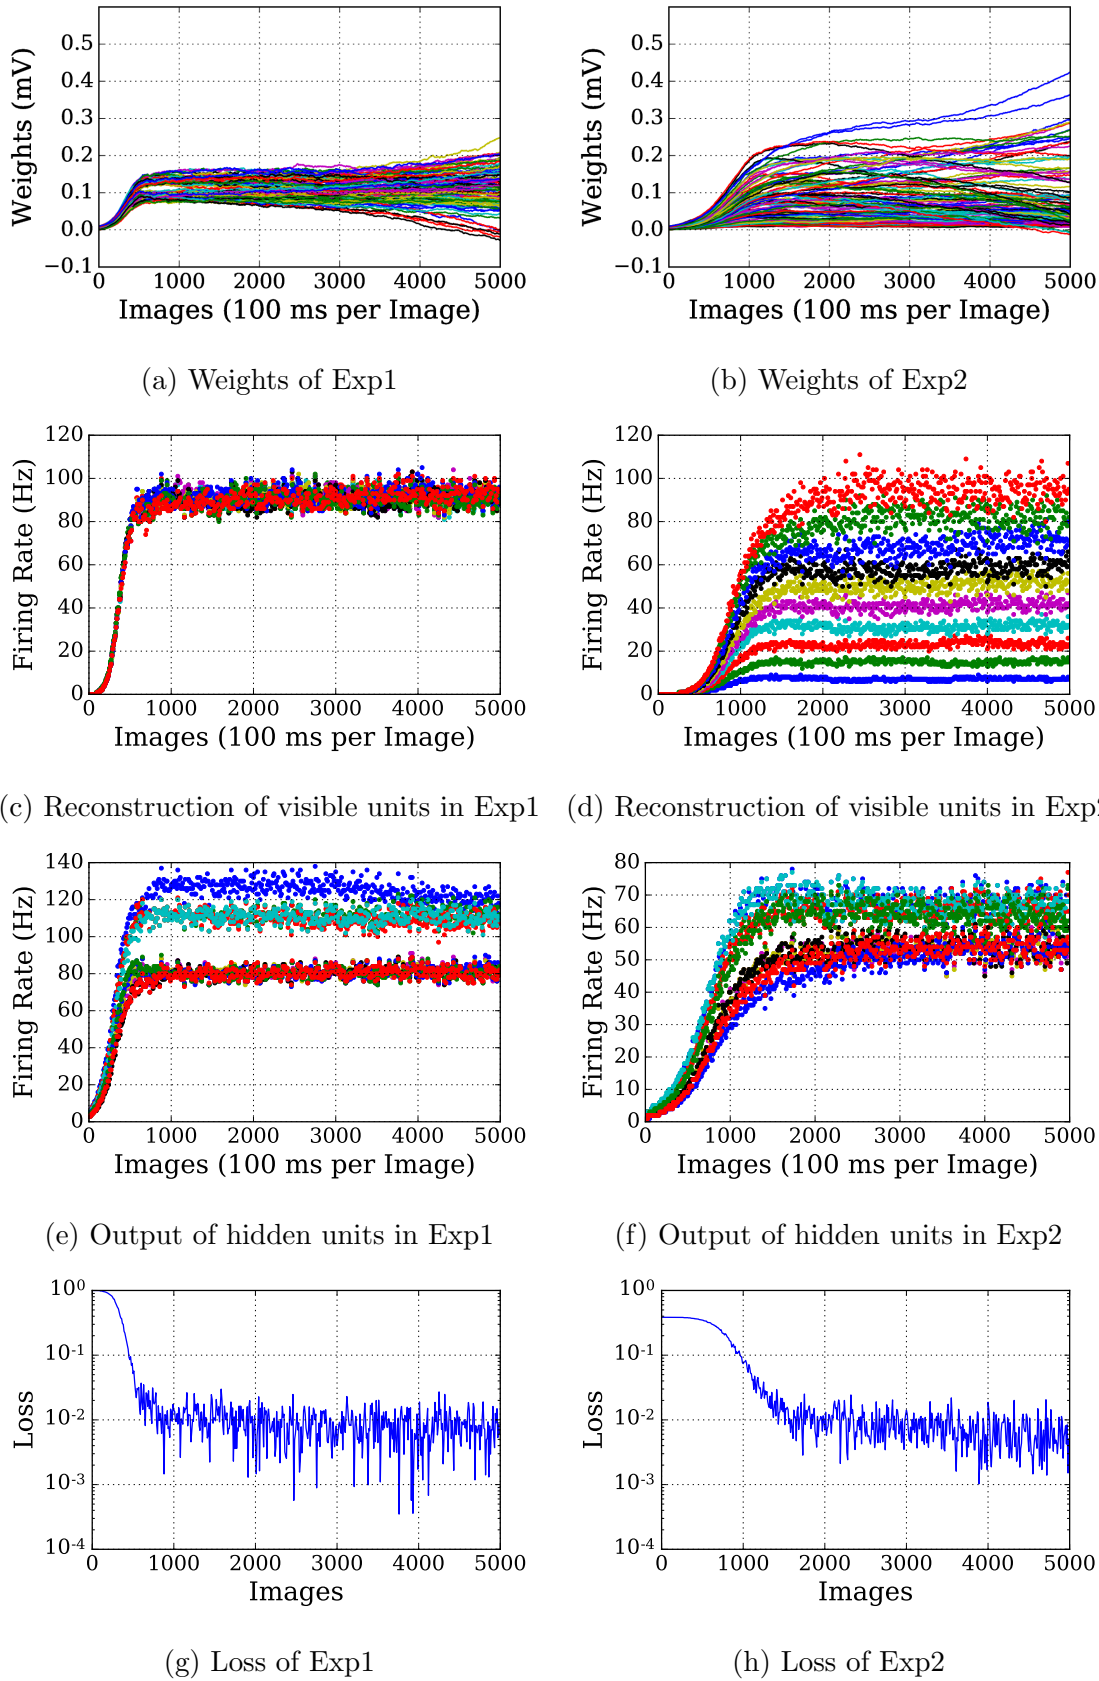 0.5
0.4
0.3
0.2
0.1
0.0
−0.1
Weights (mV)
0 1000 2000 3000 4000 5000
Images (100 ms per Image)
(a) Weights of Exp1
0.5
0.4
0.3
0.2
0.1
0.0
−0.1
Weights (mV)
0 1000 2000 3000 4000 5000
Images (100 ms per Image)
(b) Weights of Exp2
120
100
80
60
40
20
0
Firing Rate (Hz)
0 1000 2000 3000 4000 5000
Images (100 ms per Image)
(c) Reconstruction of visible units in Exp1
120
100
80
60
40
20
0
Firing Rate (Hz)
0 1000 2000 3000 4000 5000
Images (100 ms per Image)
(d) Reconstruction of visible units in Exp2
140
120
100
80
60
40
20
0
Firing Rate (Hz)
0 1000 2000 3000 4000 5000
Images (100 ms per Image)
(e) Output of hidden units in Exp1
80
70
60
50
40
30
20
10
0
Firing Rate (Hz)
0 1000 2000 3000 4000 5000
Images (100 ms per Image)
(f) Output of hidden units in Exp2
10⁰
10⁻¹
10⁻²
10⁻³
10⁻⁴
Loss
0 1000 2000 3000 4000 5000
Images
(g) Loss of Exp1
10⁰
10⁻¹
10⁻²
10⁻³
10⁻⁴
Loss
0 1000 2000 3000 4000 5000
Images
(h) Loss of Exp2